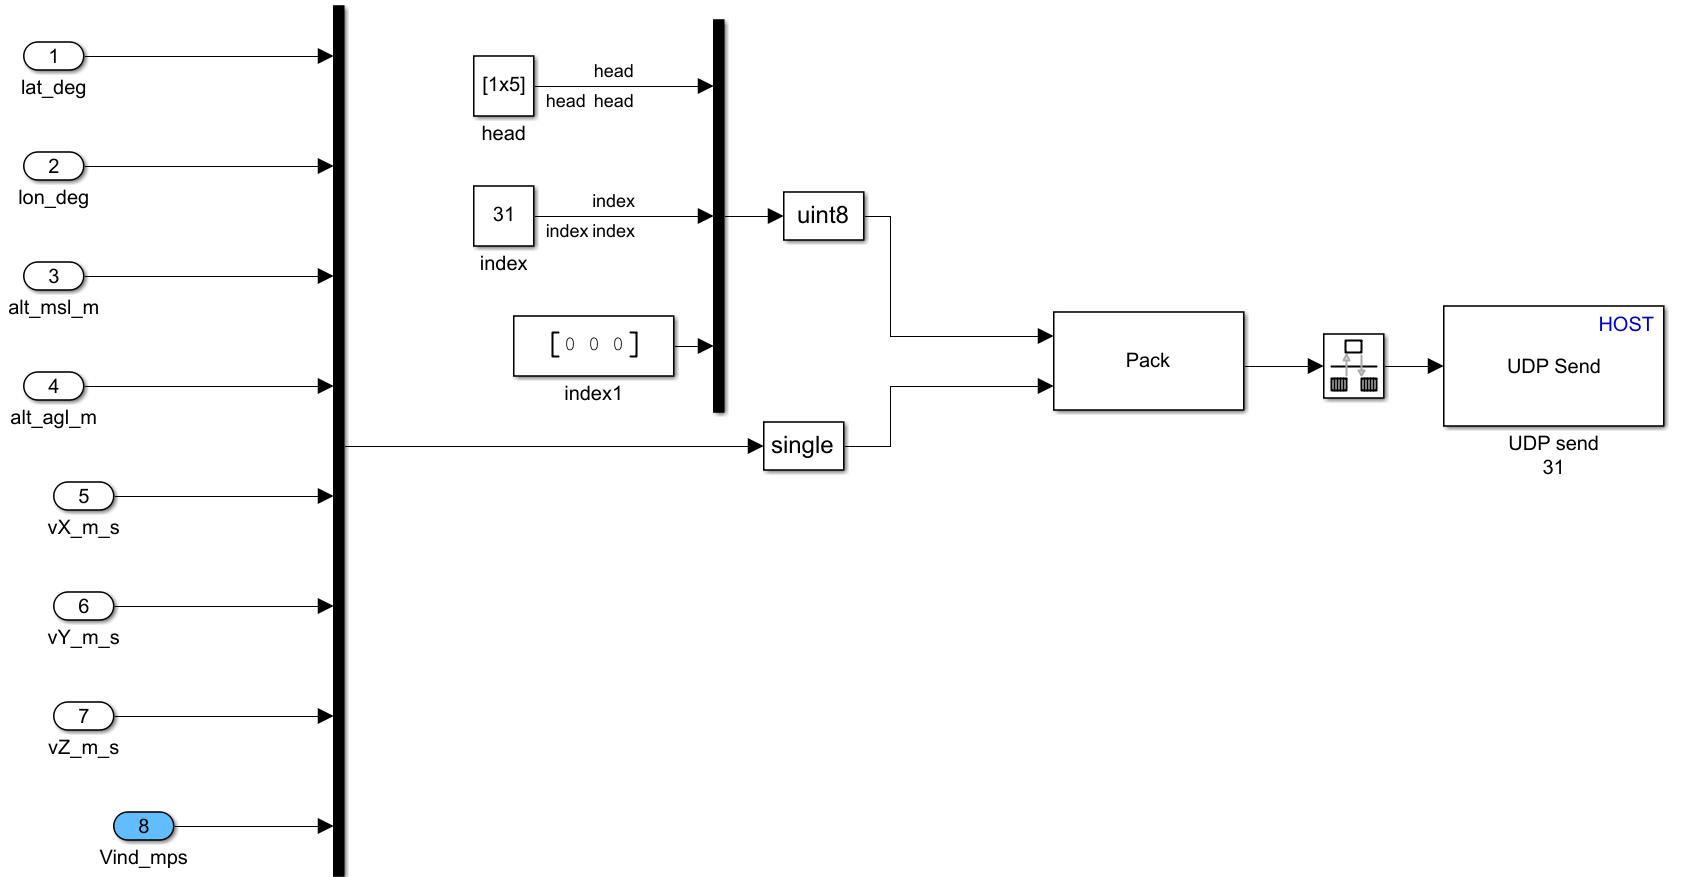 1
lat_deg
2
lon_deg
3
alt_msl_m
4
alt_agl_m
5
vX_m_s
6
vY_m_s
7
vZ_m_s
8
Vind_mps
[1x5]
head
head
head head
31
index
index
index index
[0 0 0]
index1
uint8
single
Pack
HOST
UDP Send
UDP send
31